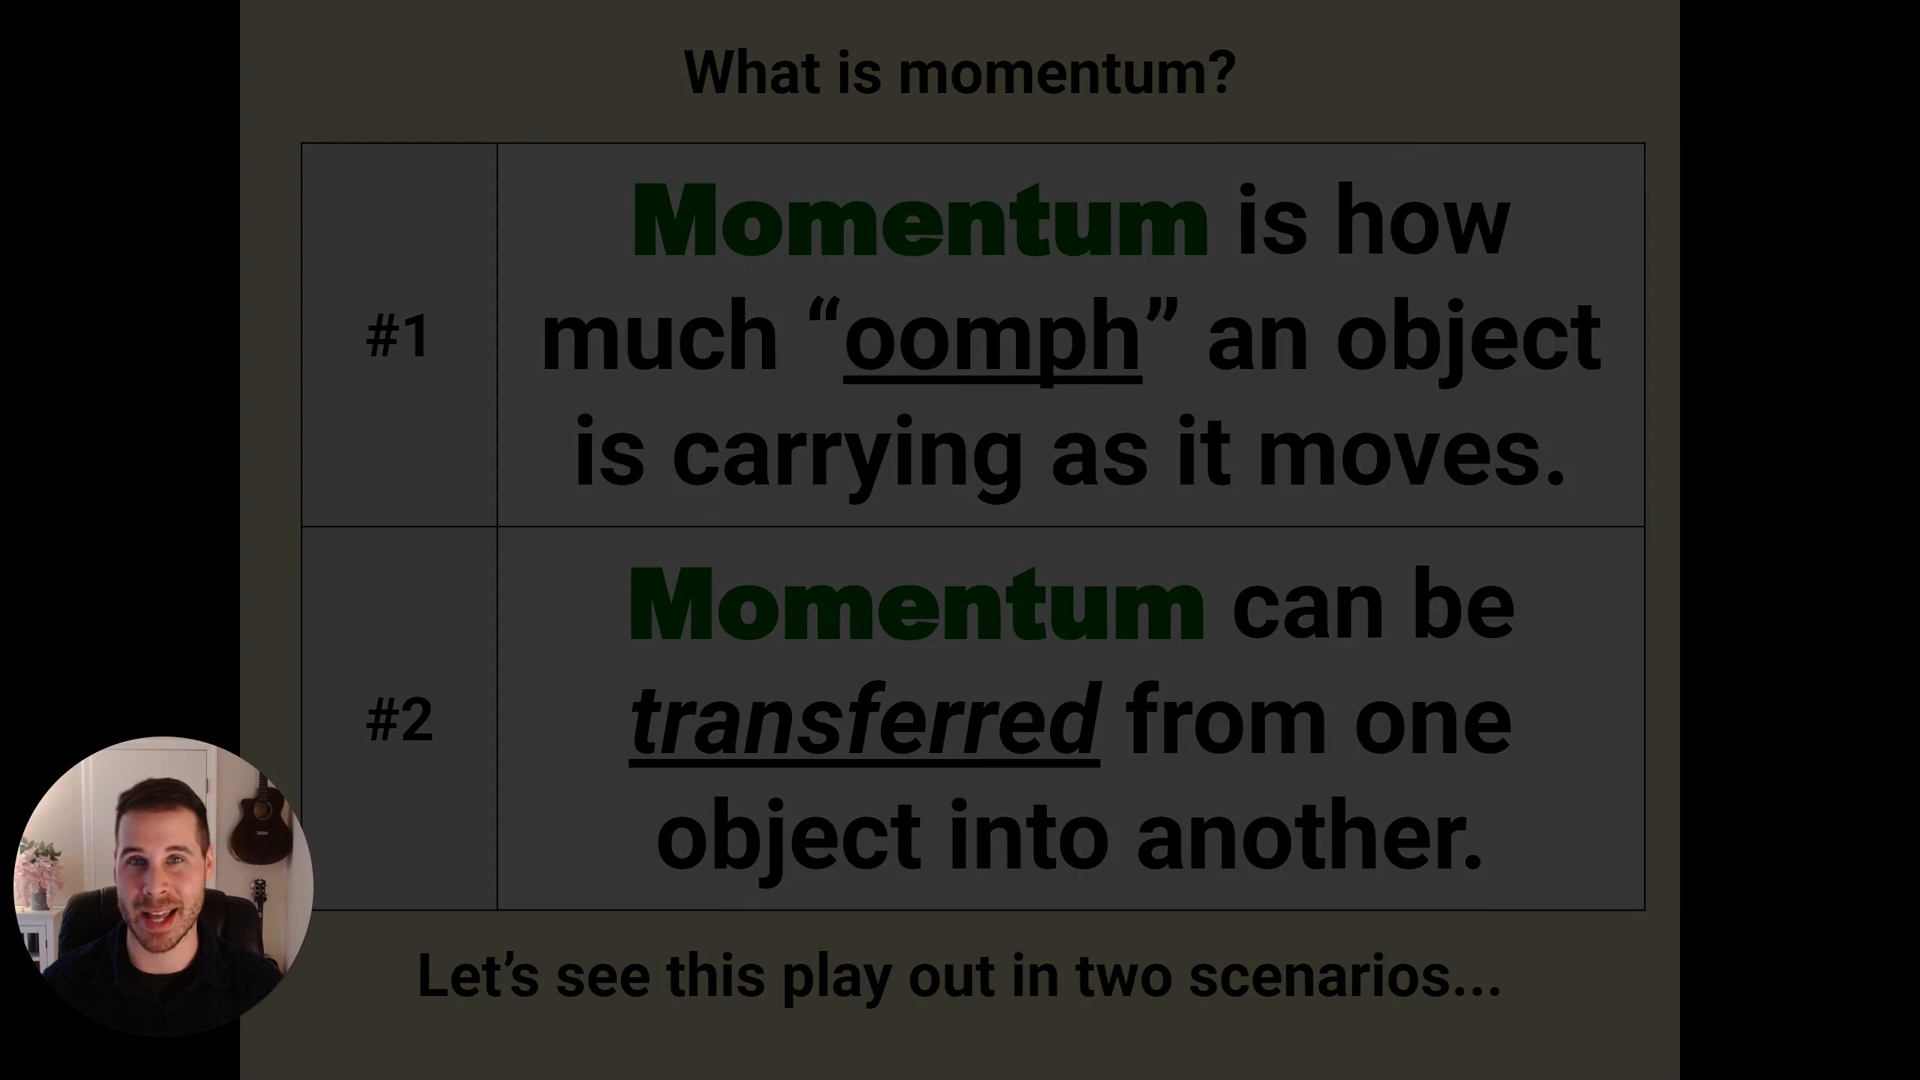 What is momentum?
#1
Momentum is how
much “oomph” an object
is carrying as it moves.
#2
Momentum can be
transferred from one
object into another.
Let’s see this play out in two scenarios...